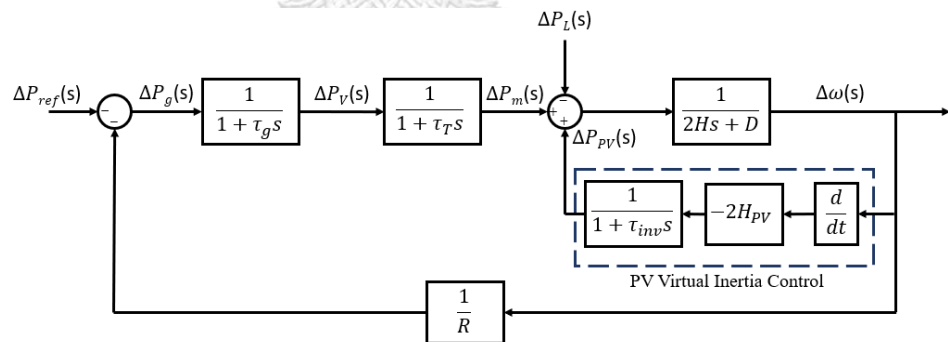 ΔP_L(s)
ΔP_ref(s)
−
−
ΔP_g(s)
1/(1 + τ_g s)
ΔP_V(s)
1/(1 + τ_T s)
ΔP_m(s)
−
+
+
1/(2Hs + D)
Δω(s)
ΔP_PV(s)
1/(1 + τ_inv s)
−2H_PV
d/dt
PV Virtual Inertia Control
1/R